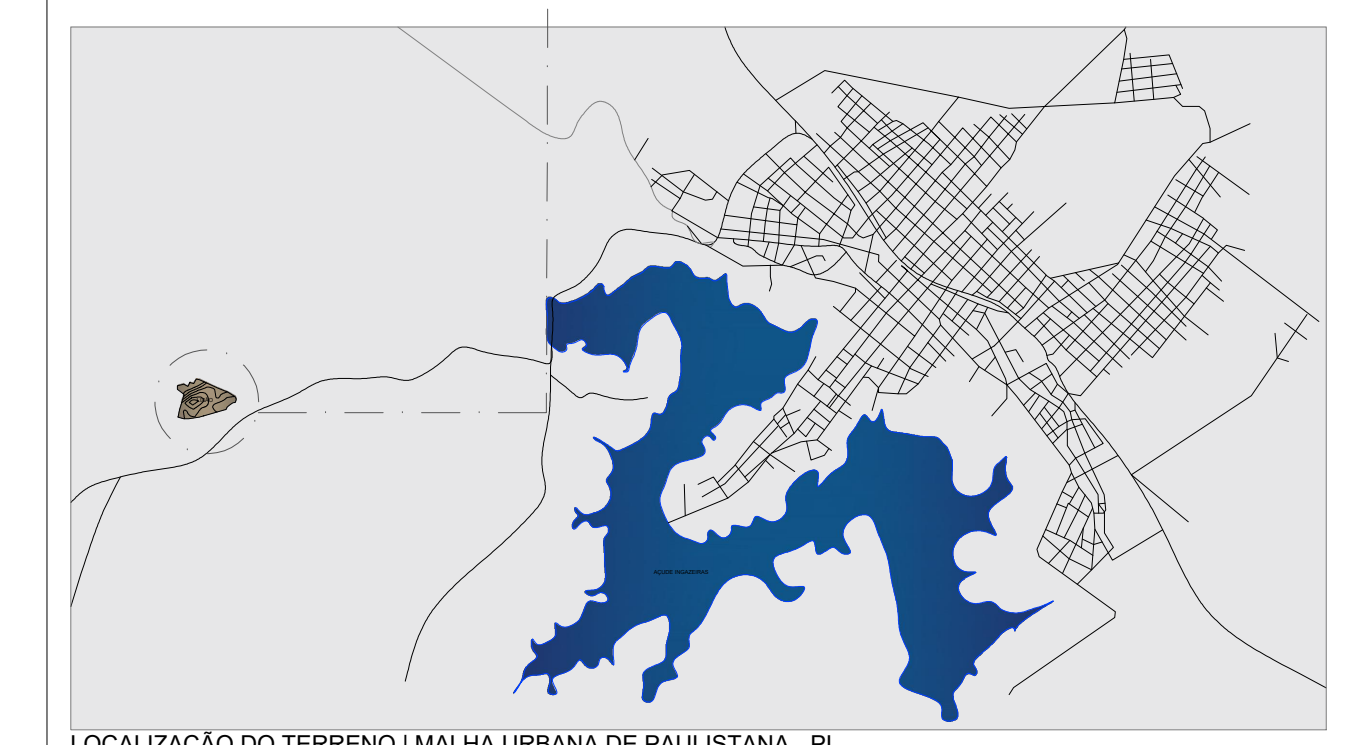 AÇUDE INGAZEIRAS
LOCALIZAÇÃO DO TERRENO | MALHA URBANA DE PAULISTANA - PI